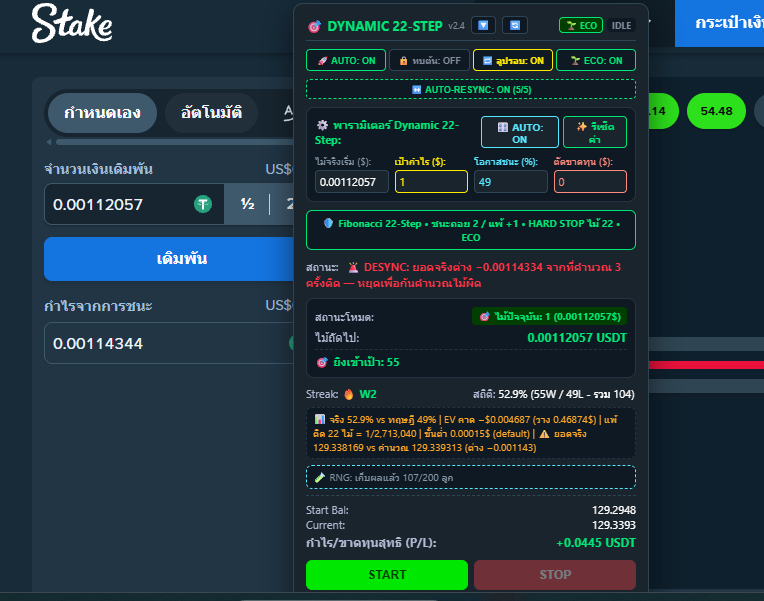 Stake
🎯 DYNAMIC 22-STEP v2.4 🔽 🔄 🌱 ECO IDLE
กระเป๋าเงิ
🚀 AUTO: ON 🔒 ทบต้น: OFF 🔁 ลูปรอบ: ON 🌱 ECO: ON
⏪ AUTO-RESYNC: ON (5/5)
กำหนดเอง อัตโนมัติ
.14 54.48
⚙️ พารามิเตอร์ Dynamic 22-Step:
🎛️ AUTO: ON
✨ รีเซ็ตค่า
ไม้จริงเริ่ม ($): เป้ากำไร ($): โอกาสชนะ (%): ตัดขาดทุน ($):
0.00112057 1 49 0
จำนวนเงินเดิมพัน US$
0.00112057 ½ 2
🛡️ Fibonacci 22-Step • ชนะถอย 2 / แพ้ +1 • HARD STOP ไม้ 22 •
ECO
เดิมพัน
สถานะ: 🚨 DESYNC: ยอดจริงต่าง −0.00114334 จากที่คำนวณ 3
ครั้งติด — หยุดเพื่อกันคำนวณไม้ผิด
กำไรจากการชนะ US$
0.00114344
สถานะโหมด: 🎯 ไม้ปัจจุบัน: 1 (0.00112057$)
ไม้ถัดไป: 0.00112057 USDT
🎯 ยิงเข้าเป้า: 55
Streak: 🔥 W2 สถิติ: 52.9% (55W / 49L - รวม 104)
📊 จริง 52.9% vs ทฤษฎี 49% | EV คาด −$0.004687 (วาง 0.46874$) | แพ้
ติด 22 ไม้ = 1/2,713,040 | ขั้นต่ำ 0.00015$ (default) | ⚠️ ยอดจริง
129.338169 vs คำนวณ 129.339313 (ต่าง −0.001143)
🧪 RNG: เก็บผลแล้ว 107/200 ลูก
Start Bal: 129.2948
Current: 129.3393
กำไร/ขาดทุนสุทธิ (P/L): +0.0445 USDT
START STOP